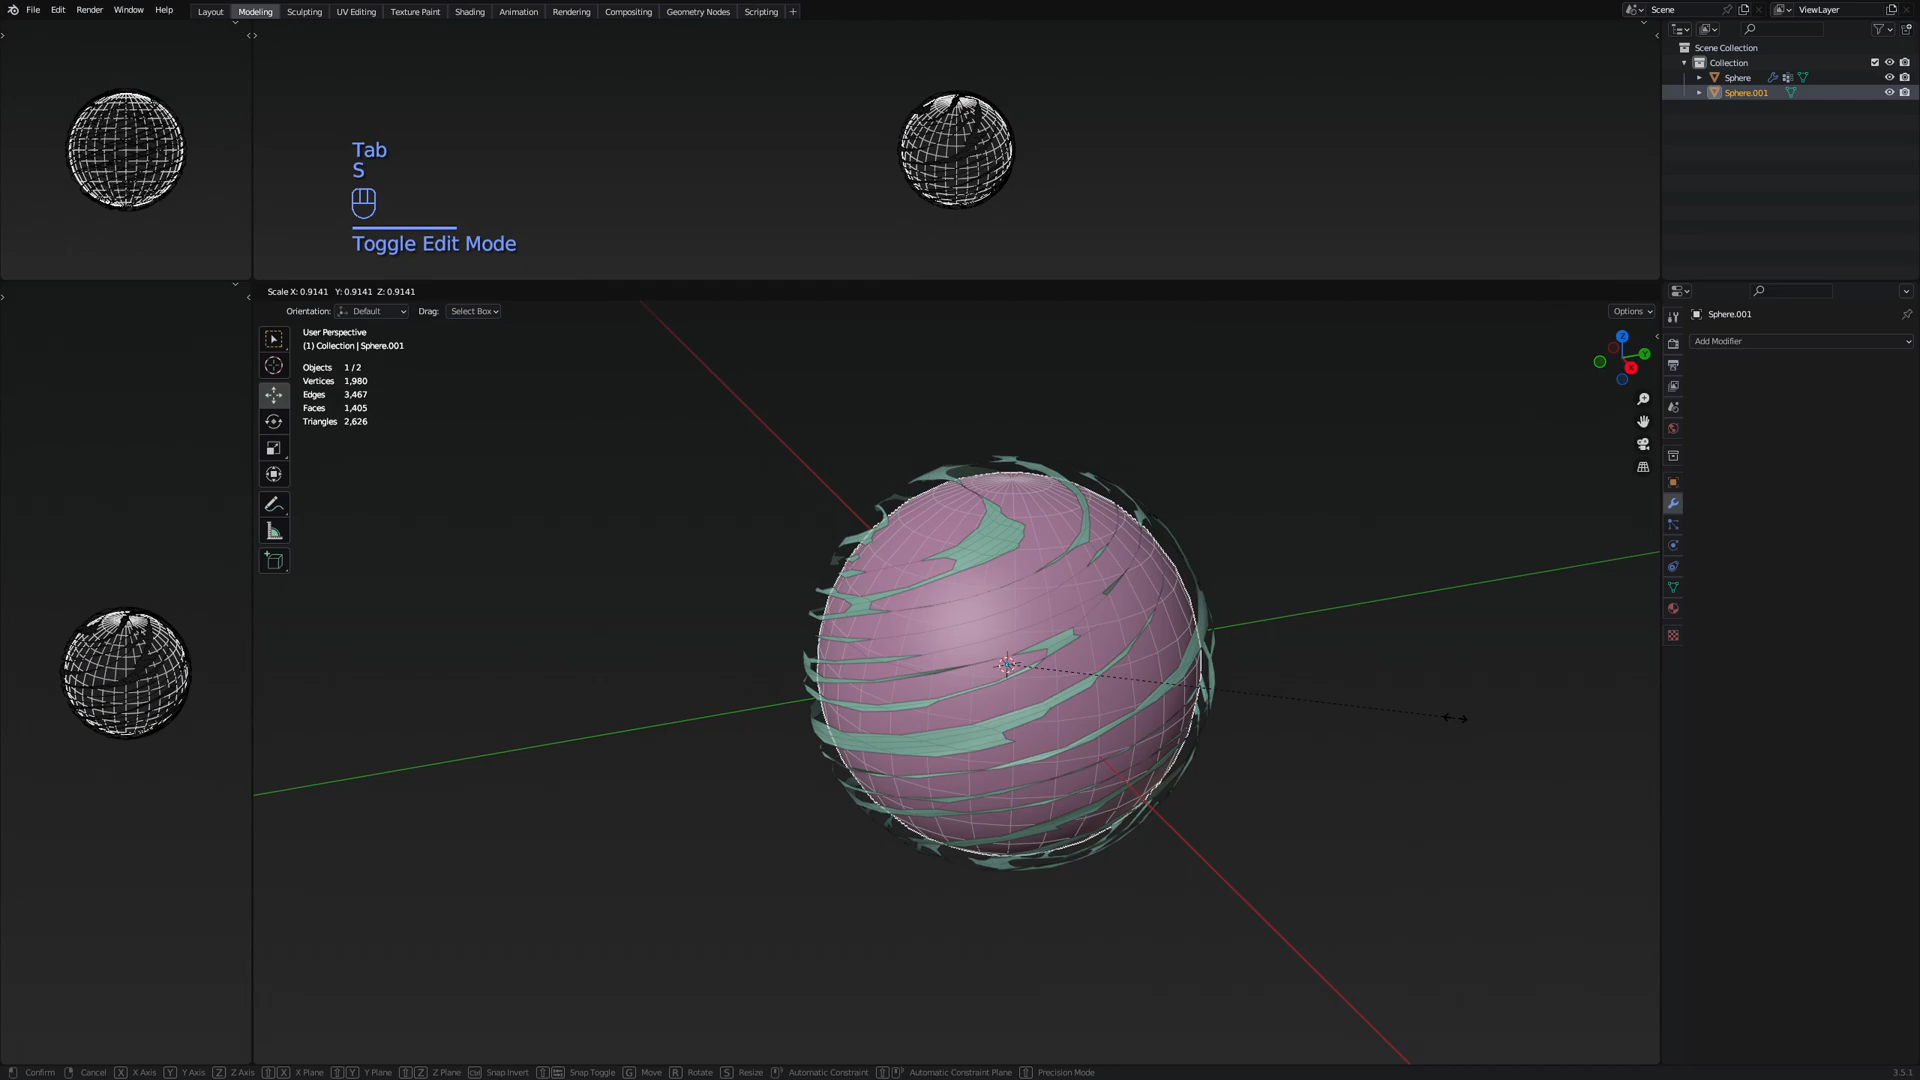 File Edit Render Window Help Layout Modeling Sculpting UV Editing Texture Paint Shading Animation Rendering Compositing Geometry Nodes Scripting + Scene ViewLayer
Scene Collection
Collection
Sphere
Sphere.001
Tab
S
Toggle Edit Mode
Scale X: 0.9141 Y: 0.9141 Z: 0.9141
Orientation: Default Drag: Select Box Options
User Perspective
(1) Collection | Sphere.001
Objects 1 / 2
Vertices 1,980
Edges 3,467
Faces 1,405
Triangles 2,626
Z
Y
X
Sphere.001
Add Modifier
Confirm Cancel X X Axis Y Y Axis Z Z Axis X X Plane Y Y Plane Z Z Plane Ctrl Snap Invert Snap Toggle G Move R Rotate S Resize Automatic Constraint Automatic Constraint Plane Precision Mode 3.5.1